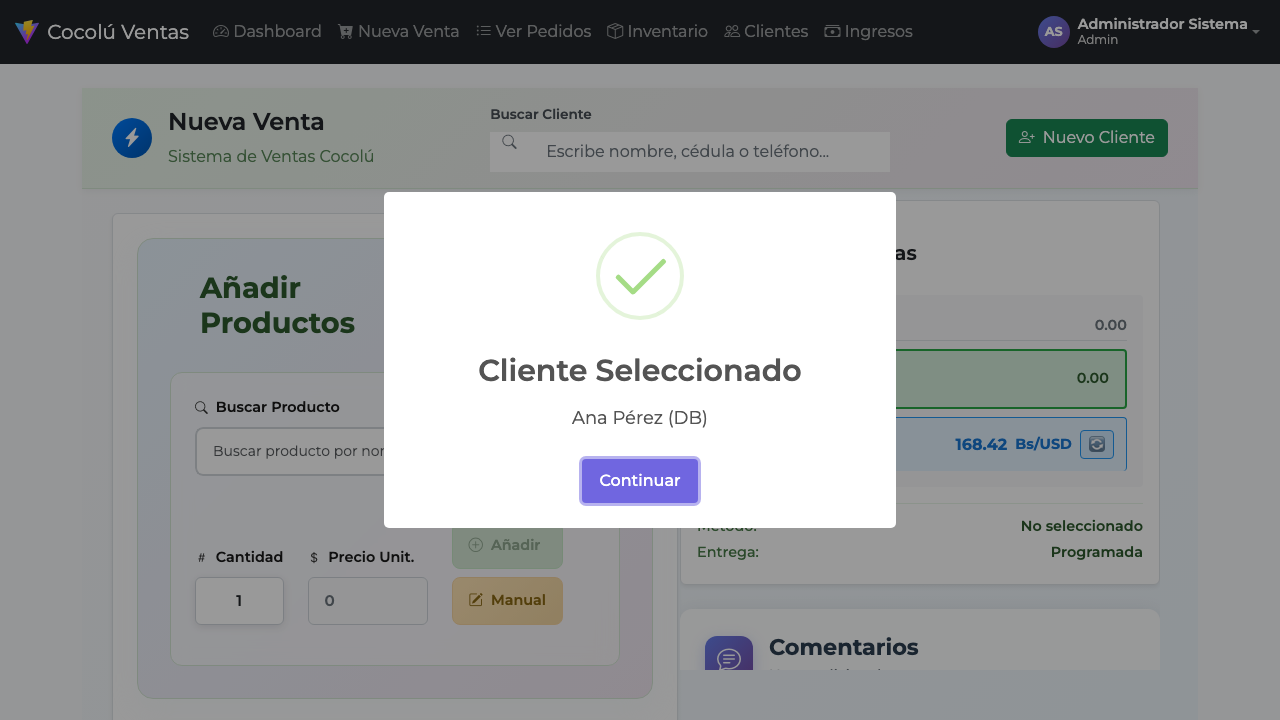 Cocolú Ventas
Dashboard
Nueva Venta
Ver Pedidos
Inventario
Clientes
Ingresos
AS
Administrador Sistema
Admin
Nueva Venta
Sistema de Ventas Cocolú
Buscar Cliente
Escribe nombre, cédula o teléfono...
Nuevo Cliente
Añadir
Productos
Buscar Producto
Buscar producto por nor
# Cantidad
$ Precio Unit.
1
0
Añadir
Manual
Cliente Seleccionado
Ana Pérez (DB)
Continuar
as
0.00
0.00
168.42 Bs/USD
Método: No seleccionado
Entrega: Programada
Comentarios